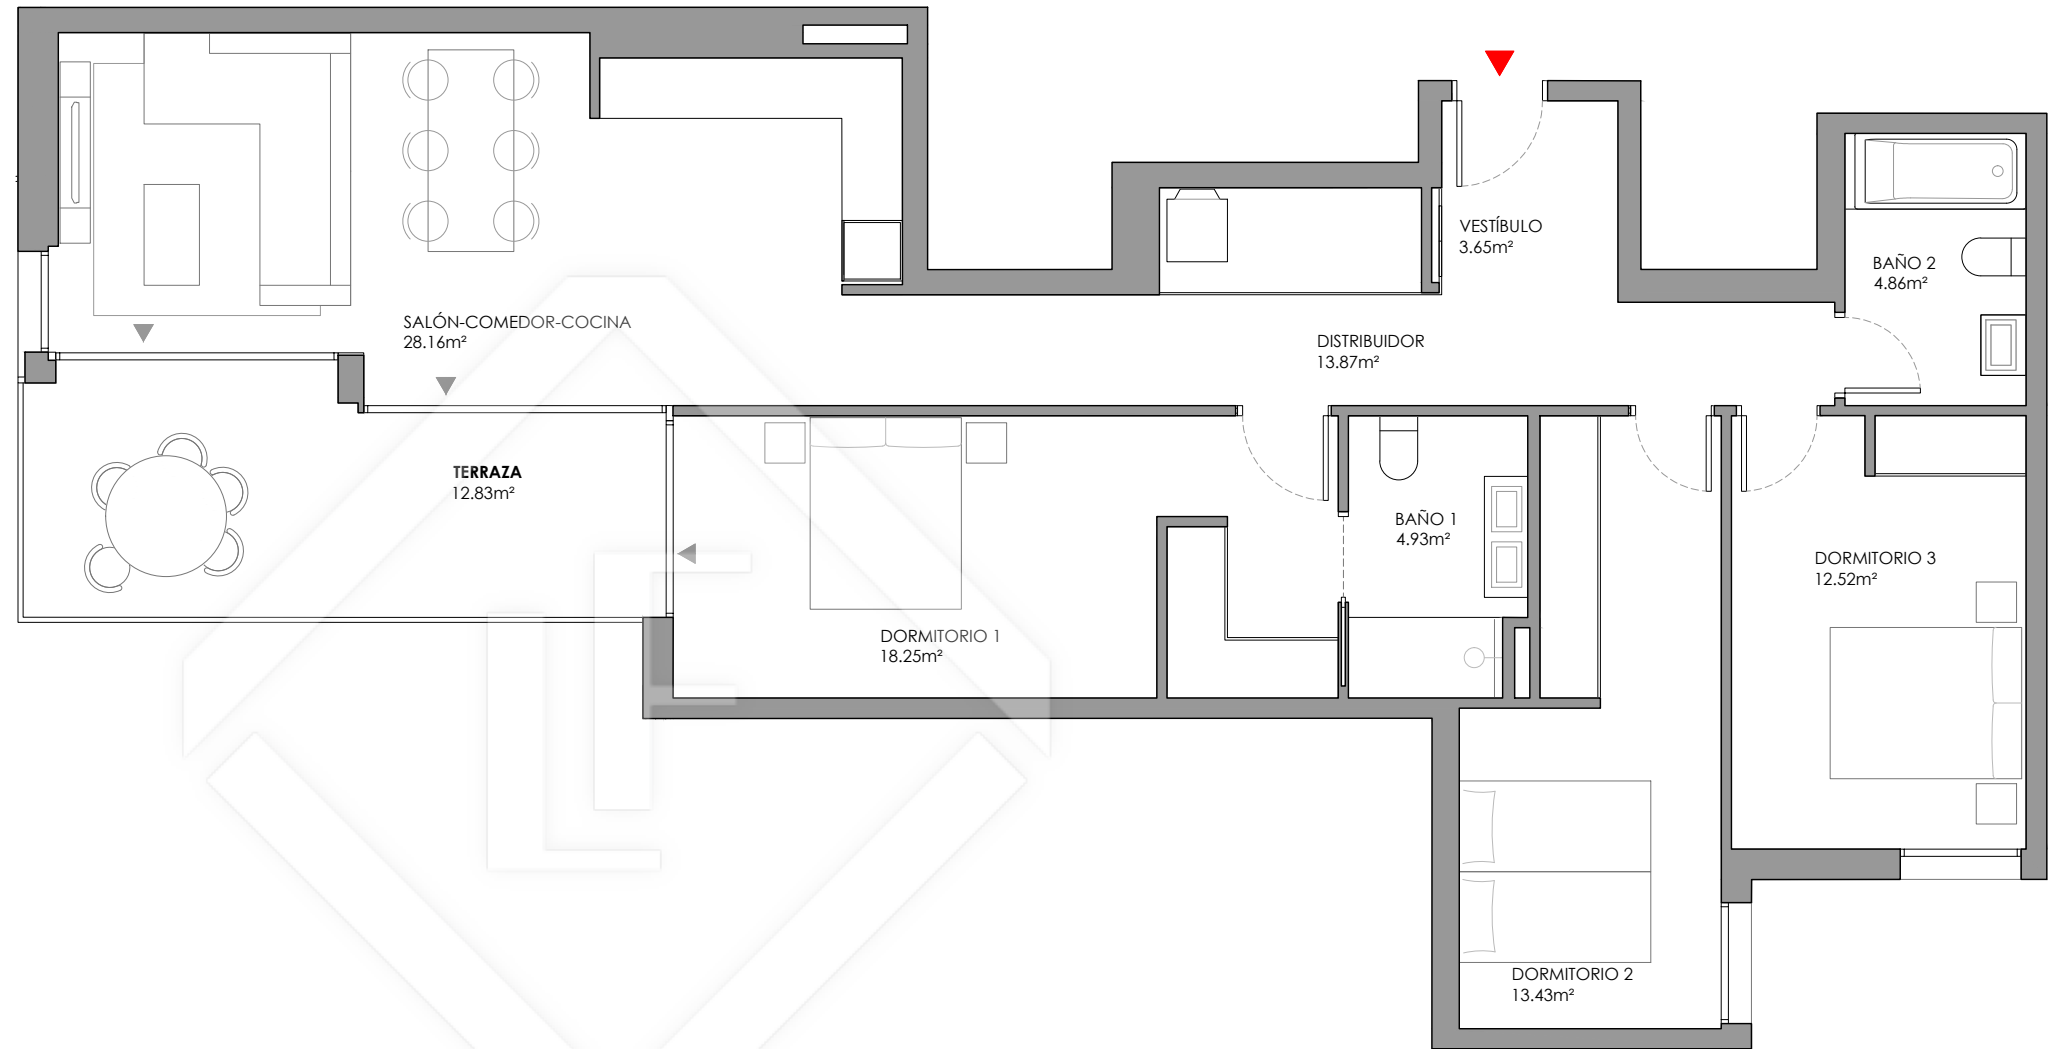 VESTÍBULO
3.65m²
BAÑO 2
4.86m²
SALÓN-COMEDOR-COCINA
28.16m²
DISTRIBUIDOR
13.87m²
TERRAZA
12.83m²
BAÑO 1
4.93m²
DORMITORIO 3
12.52m²
DORMITORIO 1
18.25m²
DORMITORIO 2
13.43m²